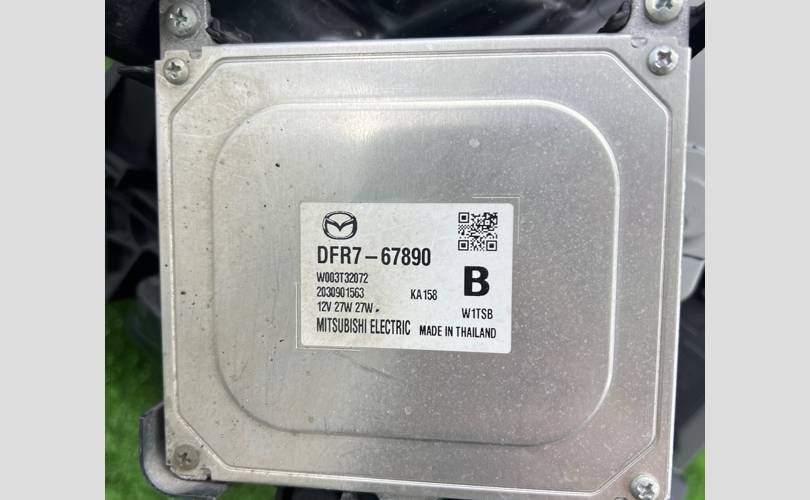 DFR7-67890
W003T32072
2030901563 KA158
12V 27W 27W
B
W1TSB
MITSUBISHI ELECTRIC MADE IN THAILAND